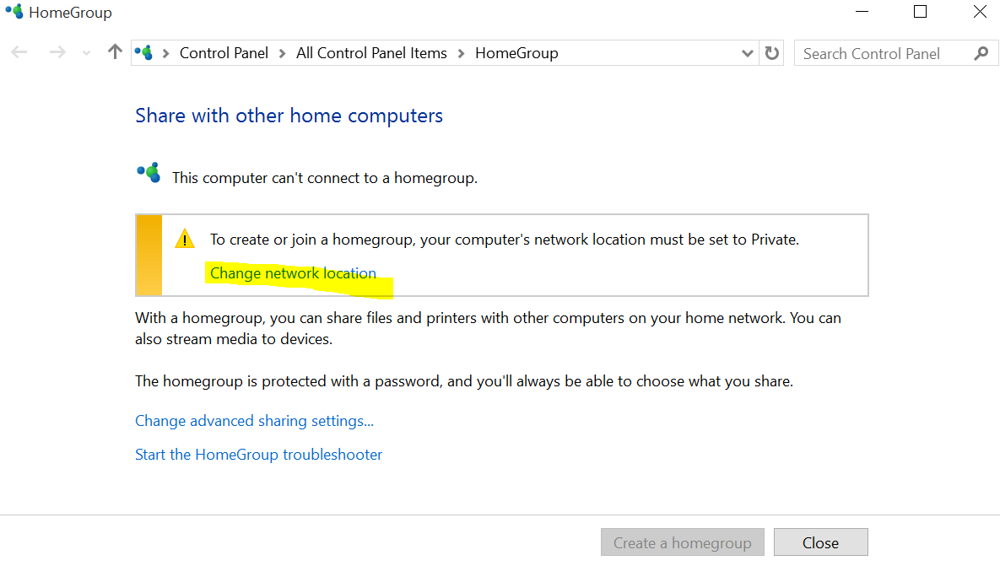 HomeGroup
Control Panel > All Control Panel Items > HomeGroup
Search Control Panel
Share with other home computers
This computer can't connect to a homegroup.
To create or join a homegroup, your computer's network location must be set to Private.
Change network location
With a homegroup, you can share files and printers with other computers on your home network. You can
also stream media to devices.
The homegroup is protected with a password, and you'll always be able to choose what you share.
Change advanced sharing settings...
Start the HomeGroup troubleshooter
Create a homegroup
Close